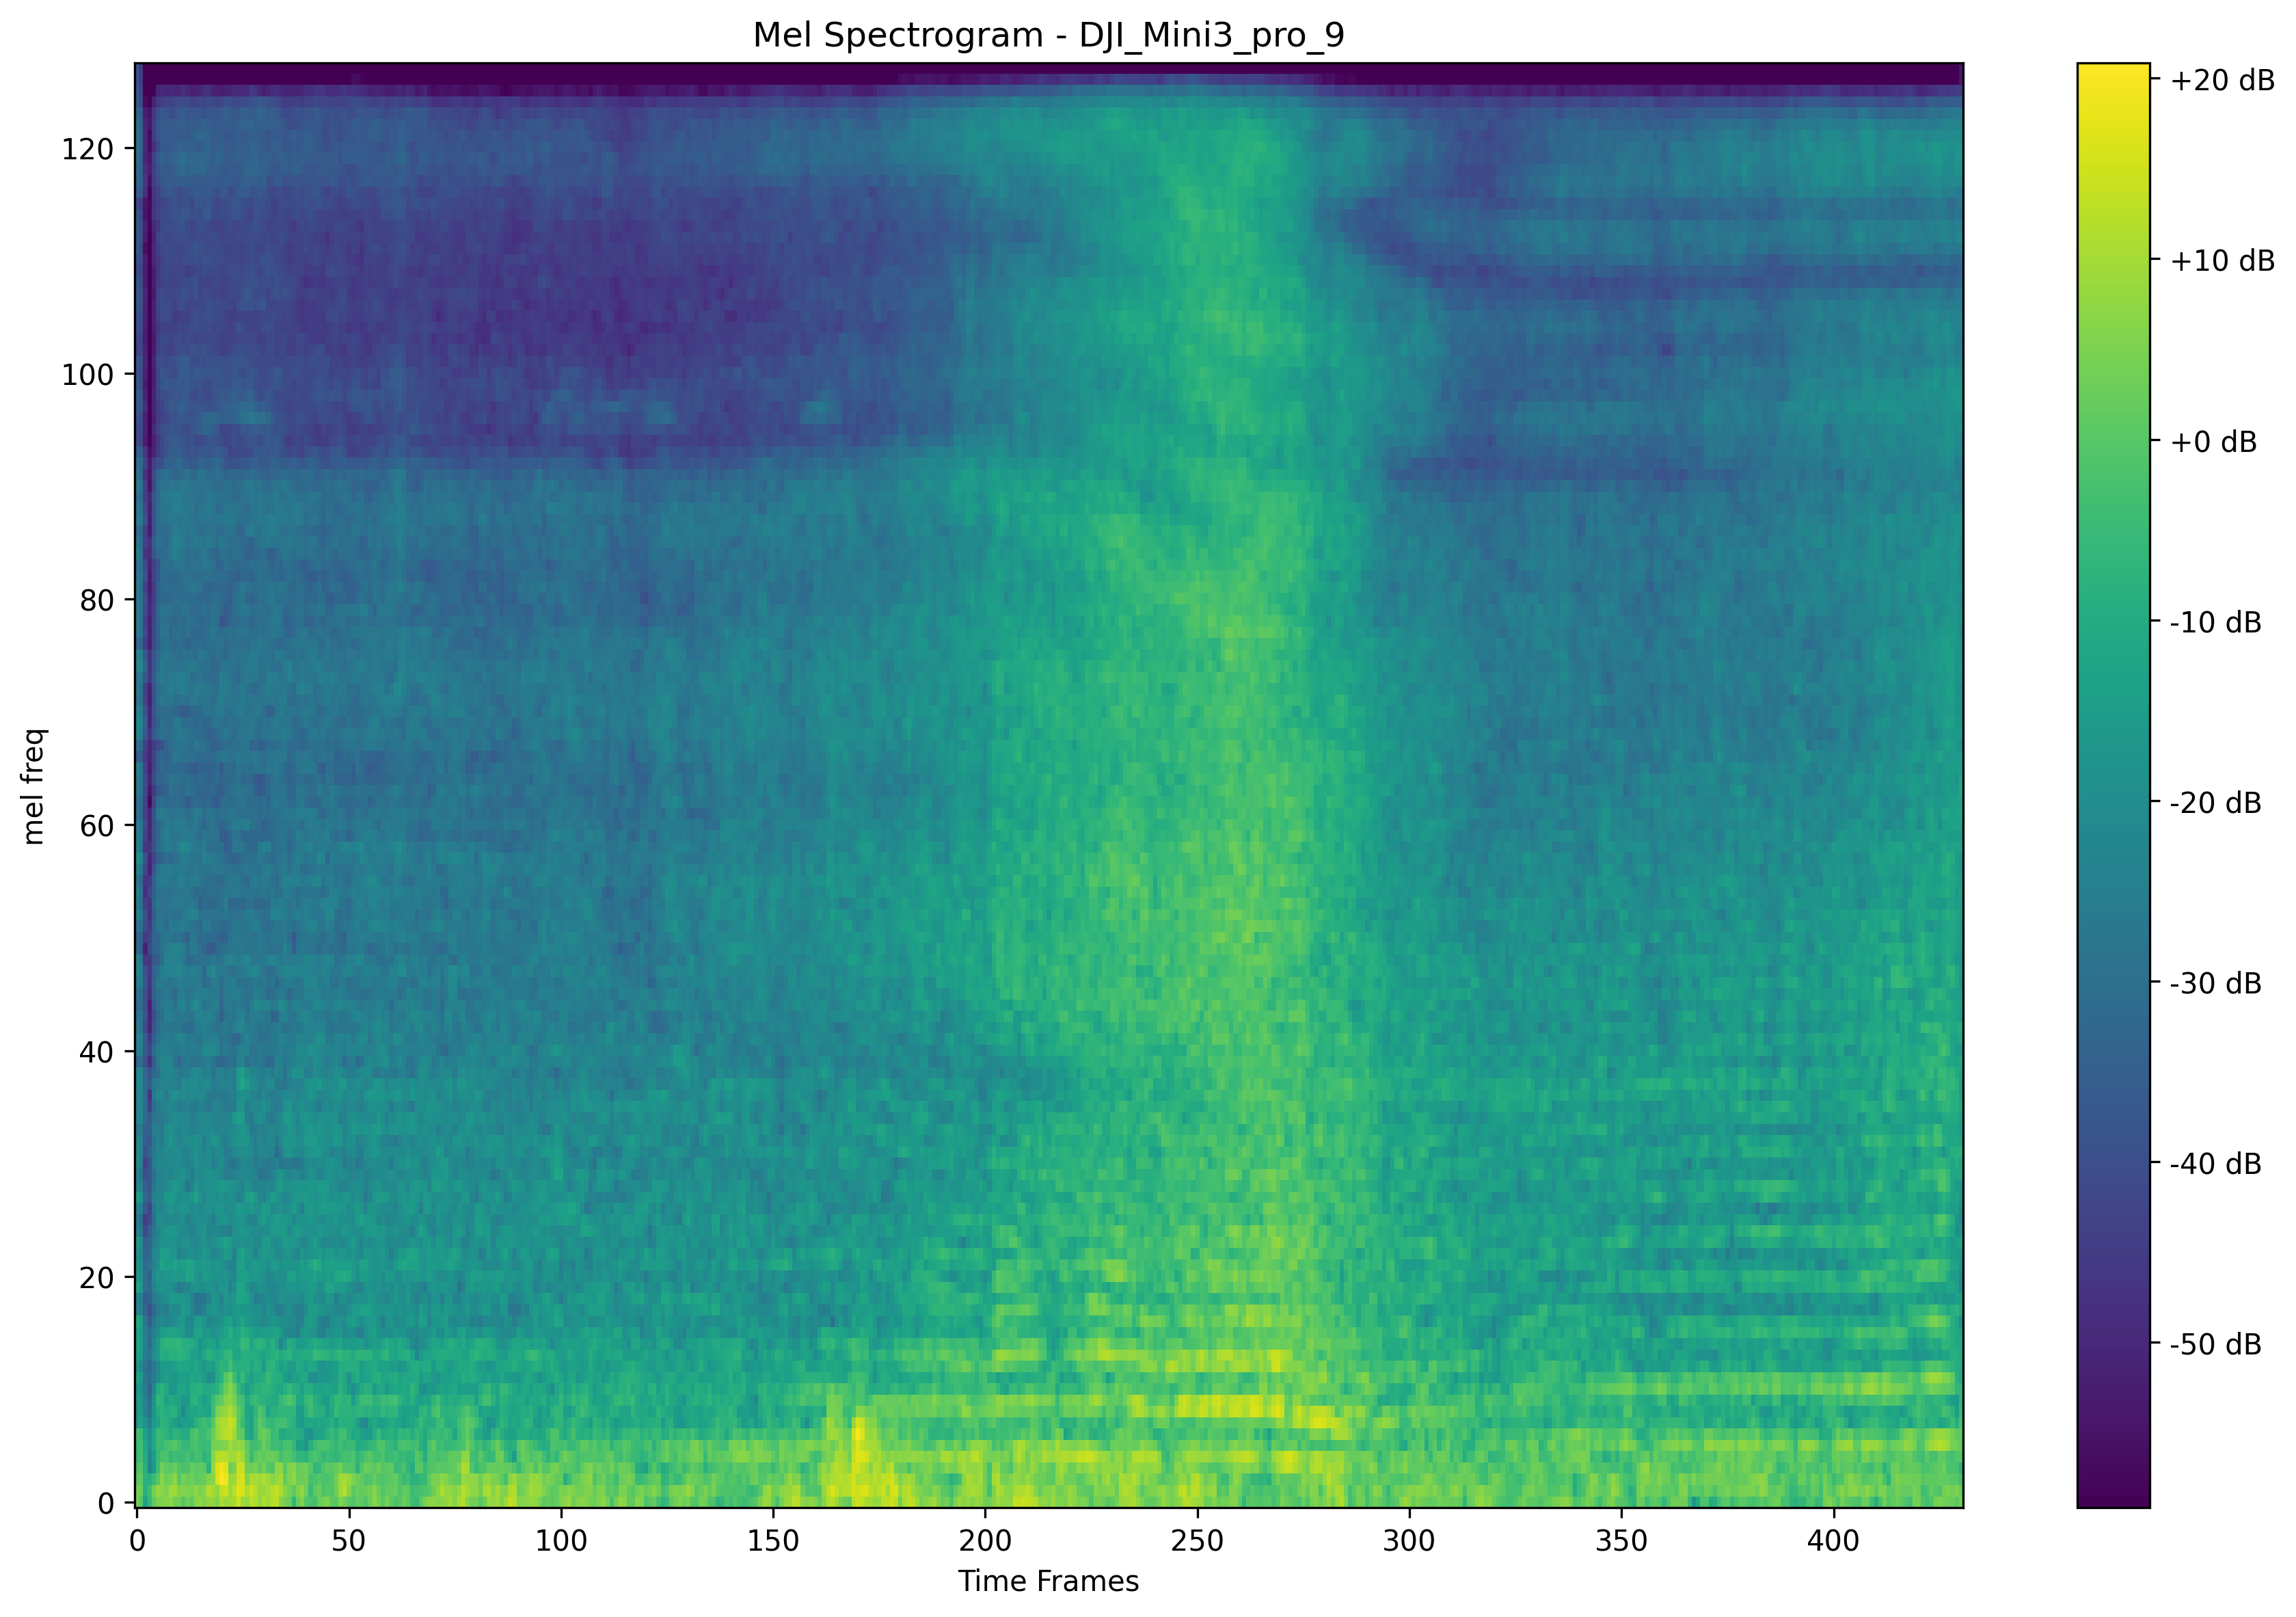 Mel Spectrogram - DJI_Mini3_pro_9
mel freq
120
100
80
60
40
20
0
0 50 100 150 200 250 300 350 400
Time Frames
+20 dB
+10 dB
+0 dB
-10 dB
-20 dB
-30 dB
-40 dB
-50 dB